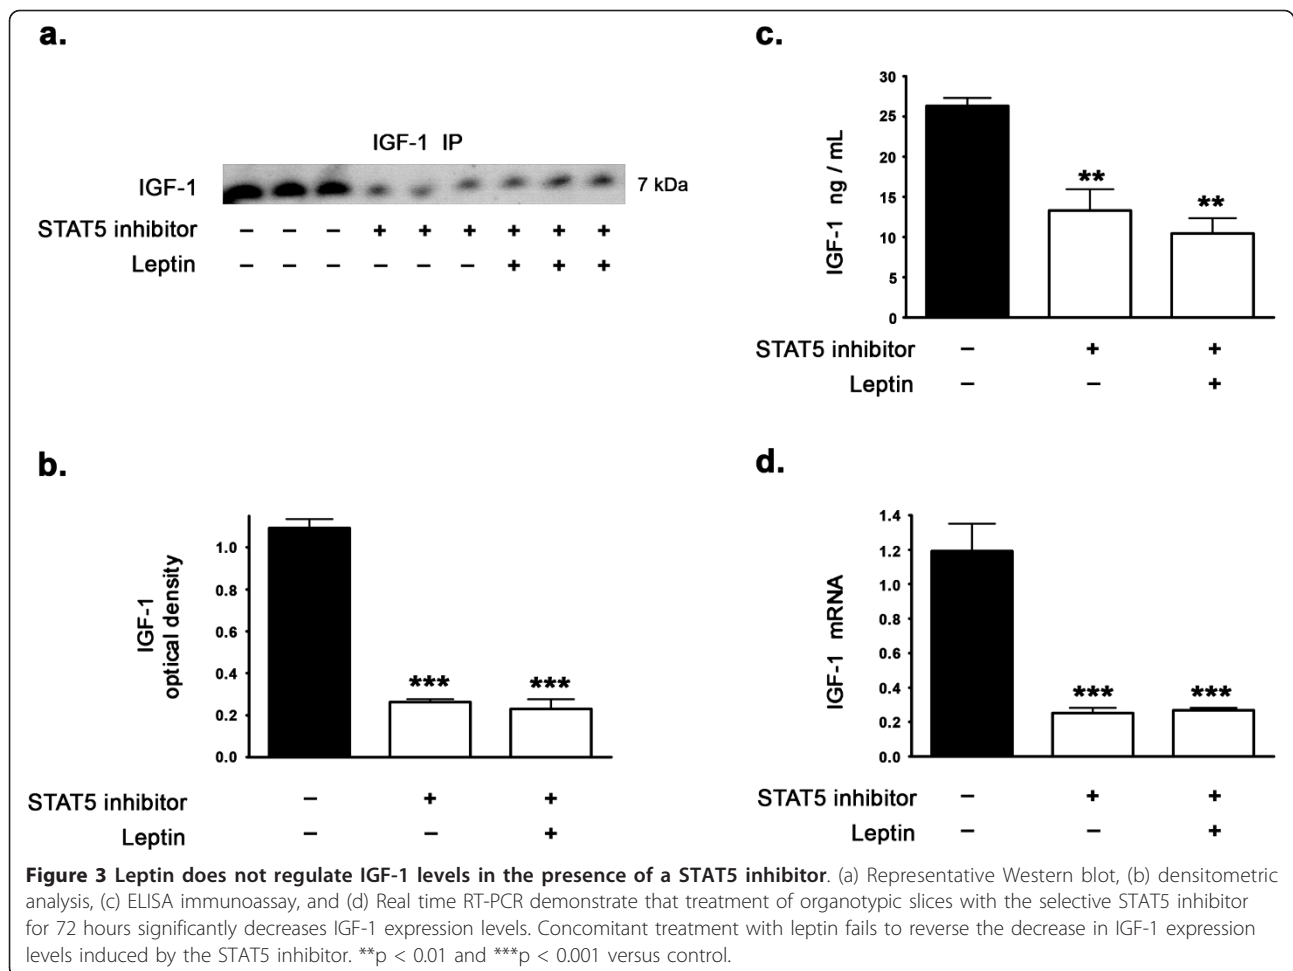 a.
IGF-1 IP
IGF-1
7 kDa
STAT5 inhibitor – – – + + + + + +
Leptin – – – – – – + + +
b.
IGF-1
optical density
1.0
0.8
0.6
0.4
0.2
0.0
*** ***
STAT5 inhibitor – + +
Leptin – – +
c.
IGF-1 ng / mL
30
25
20
15
10
5
0
** **
STAT5 inhibitor – + +
Leptin – – +
d.
IGF-1 mRNA
1.4
1.2
1.0
0.8
0.6
0.4
0.2
0.0
*** ***
STAT5 inhibitor – + +
Leptin – – +
Figure 3 Leptin does not regulate IGF-1 levels in the presence of a STAT5 inhibitor. (a) Representative Western blot, (b) densitometric
analysis, (c) ELISA immunoassay, and (d) Real time RT-PCR demonstrate that treatment of organotypic slices with the selective STAT5 inhibitor
for 72 hours significantly decreases IGF-1 expression levels. Concomitant treatment with leptin fails to reverse the decrease in IGF-1 expression
levels induced by the STAT5 inhibitor. **p < 0.01 and ***p < 0.001 versus control.